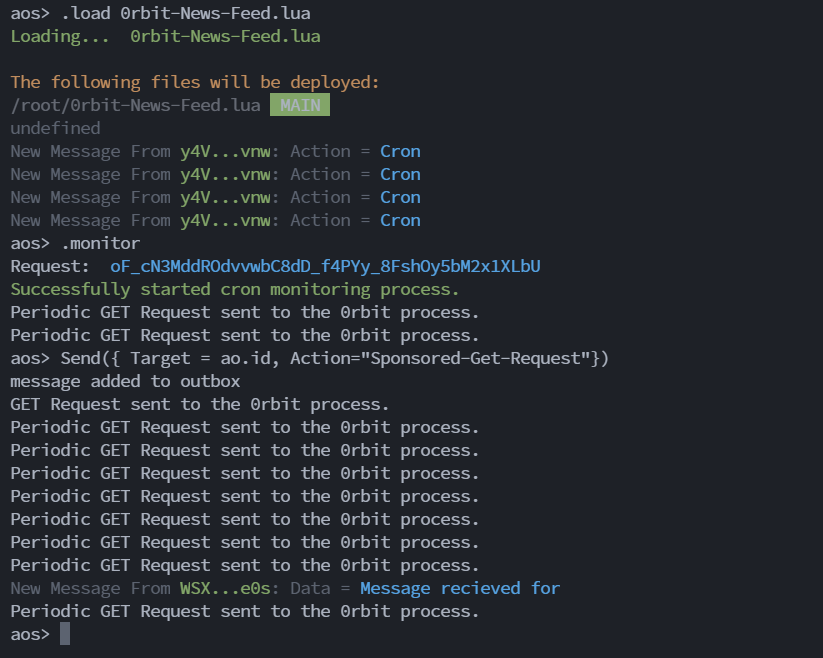 aos> .load 0rbit-News-Feed.lua
Loading...  0rbit-News-Feed.lua
The following files will be deployed:
/root/0rbit-News-Feed.lua  MAIN
undefined
New Message From y4V...vnw: Action = Cron
New Message From y4V...vnw: Action = Cron
New Message From y4V...vnw: Action = Cron
New Message From y4V...vnw: Action = Cron
aos> .monitor
Request:  oF_cN3MddROdvvwbC8dD_f4PYy_8FshOy5bM2x1XLbU
Successfully started cron monitoring process.
Periodic GET Request sent to the 0rbit process.
Periodic GET Request sent to the 0rbit process.
aos> Send({ Target = ao.id, Action="Sponsored-Get-Request"})
message added to outbox
GET Request sent to the 0rbit process.
Periodic GET Request sent to the 0rbit process.
Periodic GET Request sent to the 0rbit process.
Periodic GET Request sent to the 0rbit process.
Periodic GET Request sent to the 0rbit process.
Periodic GET Request sent to the 0rbit process.
Periodic GET Request sent to the 0rbit process.
Periodic GET Request sent to the 0rbit process.
New Message From WSX...e0s: Data = Message recieved for
Periodic GET Request sent to the 0rbit process.
aos>